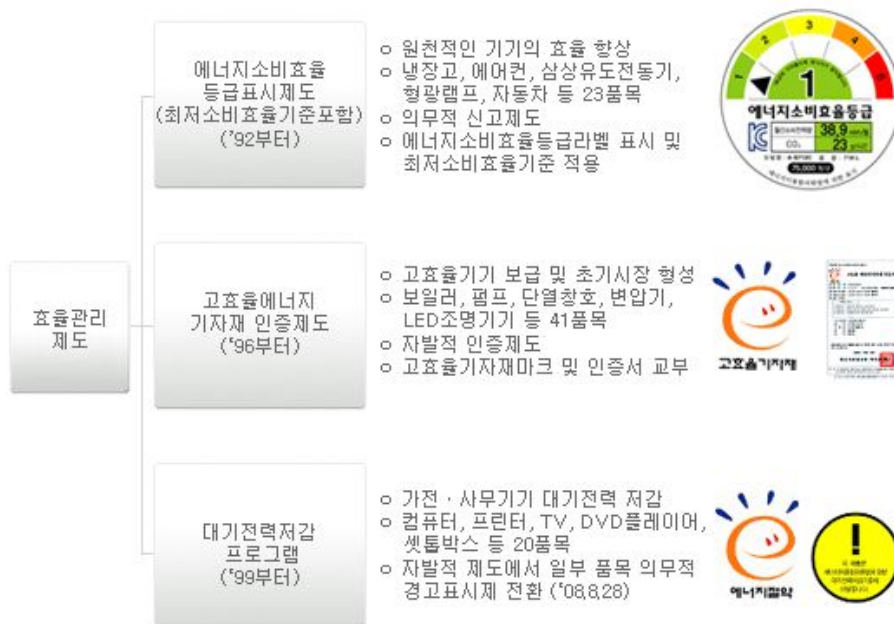 효율관리
제도
에너지소비효율
등급표시제도
(최저소비효율기준포함)
('92부터)
o 원천적인 기기의 효율 향상
o 냉장고, 에어컨, 삼상유도전동기,
형광램프, 자동차 등 23품목
o 의무적 신고제도
o 에너지소비효율등급라벨 표시 및
최저소비효율기준 적용
1 2 3 4 5
1
에너지소비효율등급
38,9
CO₂
23
고효율에너지
기자재 인증제도
('96부터)
o 고효율기기 보급 및 초기시장 형성
o 보일러, 펌프, 단열창호, 변압기,
LED조명기기 등 41품목
o 자발적 인증제도
o 고효율기자재마크 및 인증서 교부
고효율기자재
대기전력저감
프로그램
('99부터)
o 가전 · 사무기기 대기전력 저감
o 컴퓨터, 프린터, TV, DVD플레이어,
셋톱박스 등 20품목
o 자발적 제도에서 일부 품목 의무적
경고표시제 전환 ('08,8,28)
에너지절약
!